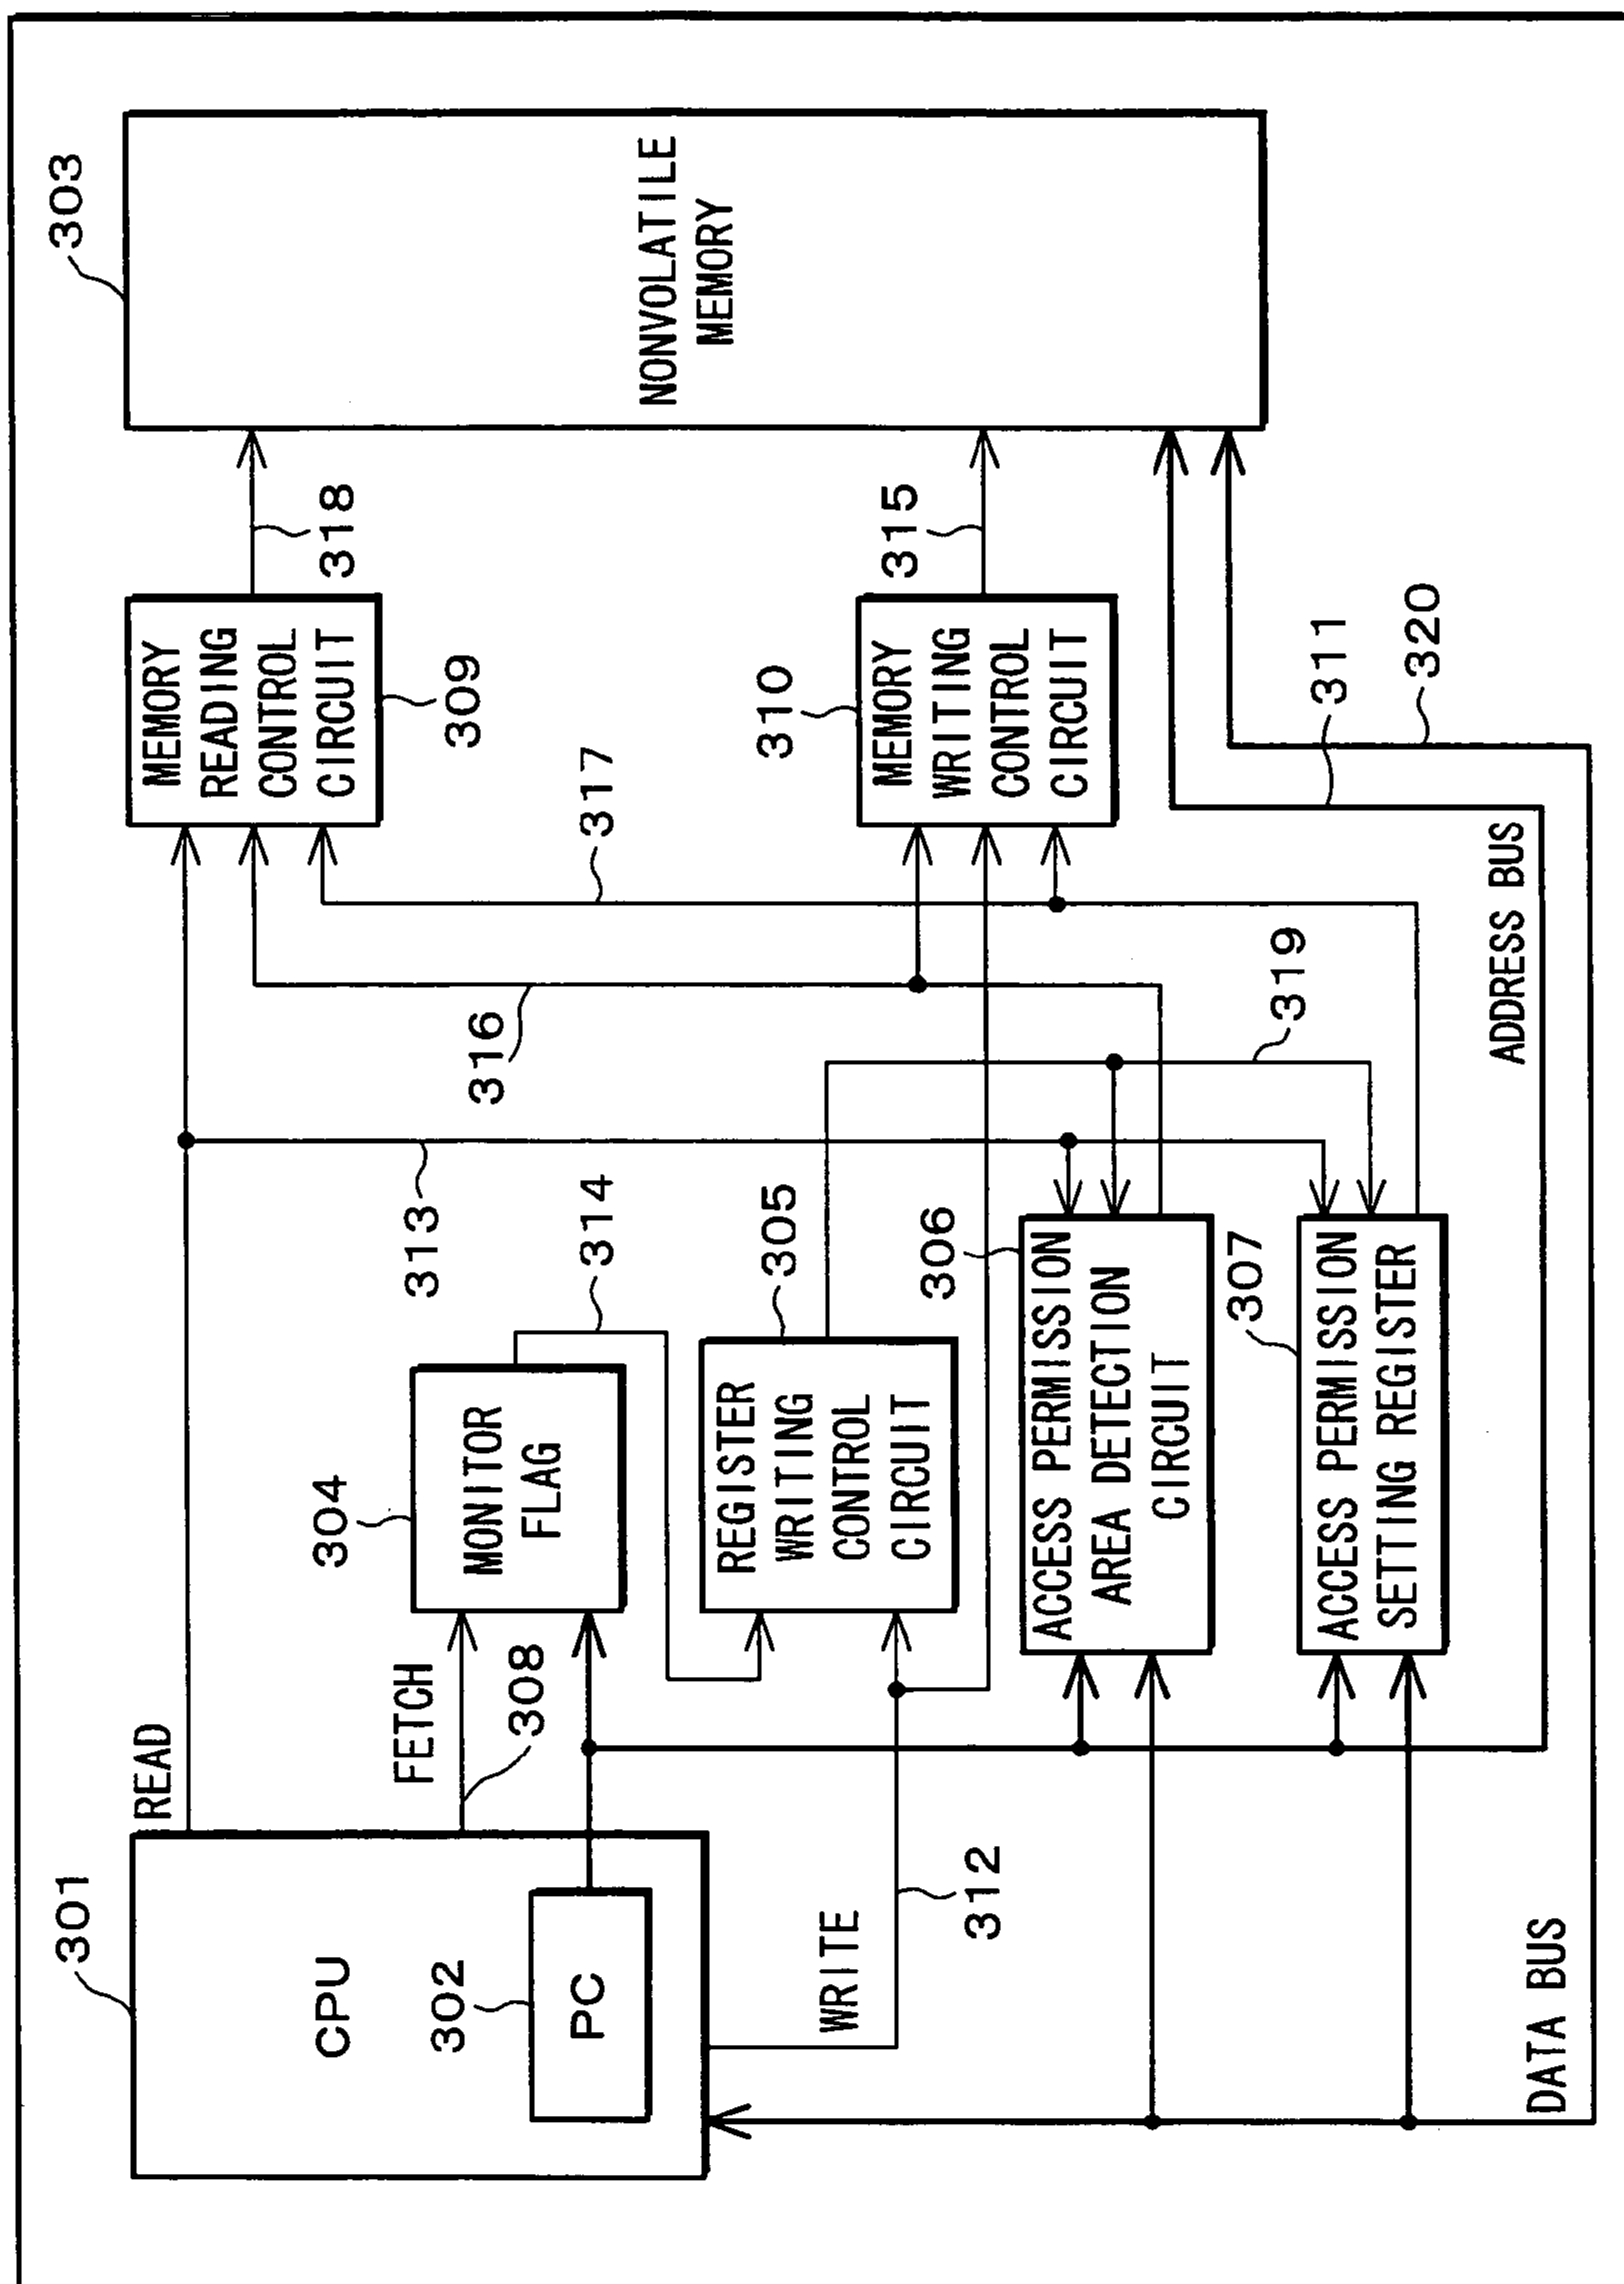 301
CPU
302
PC
READ
FETCH
308
WRITE
312
DATA BUS
304
MONITOR
FLAG
314
313
305
REGISTER
WRITING
CONTROL
CIRCUIT
306
ACCESS PERMISSION
AREA DETECTION
CIRCUIT
307
ACCESS PERMISSION
SETTING REGISTER
316
317
319
ADDRESS BUS
MEMORY
READING
CONTROL
CIRCUIT
309
318
310
MEMORY
WRITING
CONTROL
CIRCUIT
315
311
320
303
NONVOLATILE
MEMORY